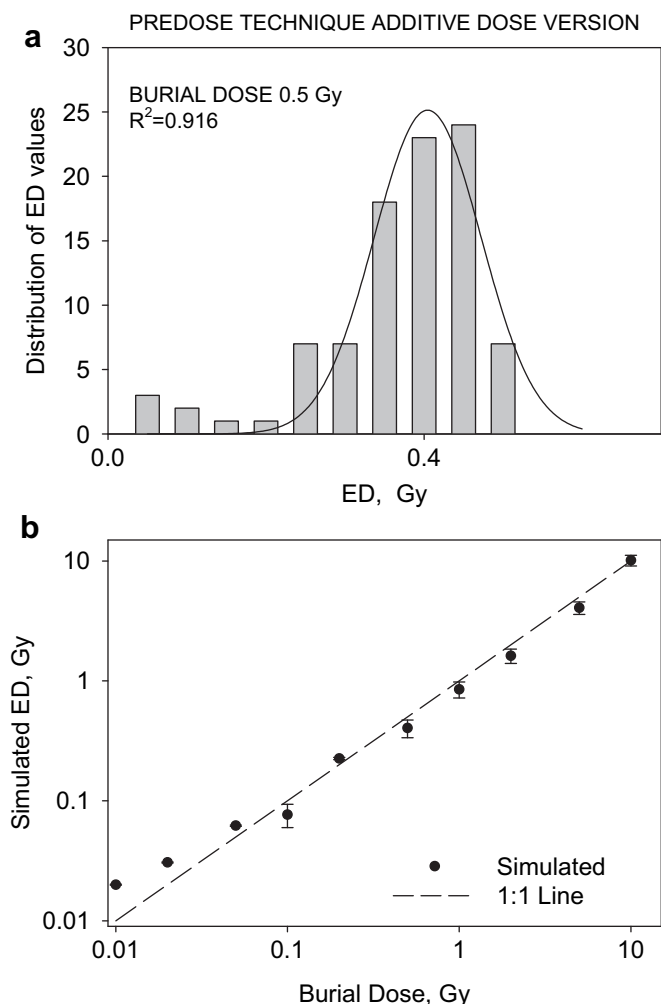 PREDOSE TECHNIQUE ADDITIVE DOSE VERSION
a
30
BURIAL DOSE 0.5 Gy
R²=0.916
25
20
15
10
5
0
Distribution of ED values
0.0
0.4
ED, Gy
b
10
1
0.1
0.01
Simulated ED, Gy
Simulated
1:1 Line
0.01
0.1
1
10
Burial Dose, Gy